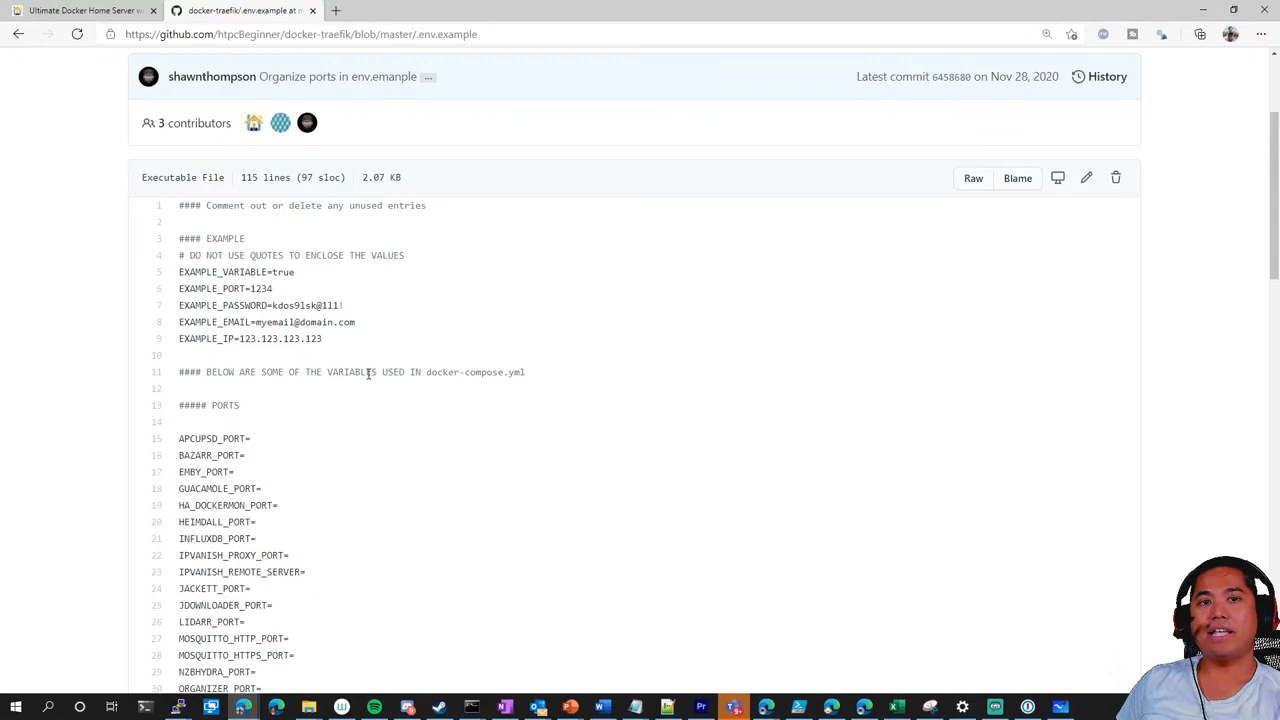 Ultimate Docker Home Server w
docker-traefik/.env.example at m
https://github.com/htpcBeginner/docker-traefik/blob/master/.env.example
shawnthompson Organize ports in env.emanple ...
Latest commit 6458680 on Nov 28, 2020
History
3 contributors
Executable File
115 lines (97 sloc)
2.07 KB
Raw
Blame
1 #### Comment out or delete any unused entries
2
3 #### EXAMPLE
4 # DO NOT USE QUOTES TO ENCLOSE THE VALUES
5 EXAMPLE_VARIABLE=true
6 EXAMPLE_PORT=1234
7 EXAMPLE_PASSWORD=kdos9lsk@1l1!
8 EXAMPLE_EMAIL=myemail@domain.com
9 EXAMPLE_IP=123.123.123.123
10
11 #### BELOW ARE SOME OF THE VARIABLES USED IN docker-compose.yml
12
13 ##### PORTS
14
15 APCUPSD_PORT=
16 BAZARR_PORT=
17 EMBY_PORT=
18 GUACAMOLE_PORT=
19 HA_DOCKERMON_PORT=
20 HEIMDALL_PORT=
21 INFLUXDB_PORT=
22 IPVANISH_PROXY_PORT=
23 IPVANISH_REMOTE_SERVER=
24 JACKETT_PORT=
25 JDOWNLOADER_PORT=
26 LIDARR_PORT=
27 MOSQUITTO_HTTP_PORT=
28 MOSQUITTO_HTTPS_PORT=
29 NZBHYDRA_PORT=
30 ORGANIZER_PORT=